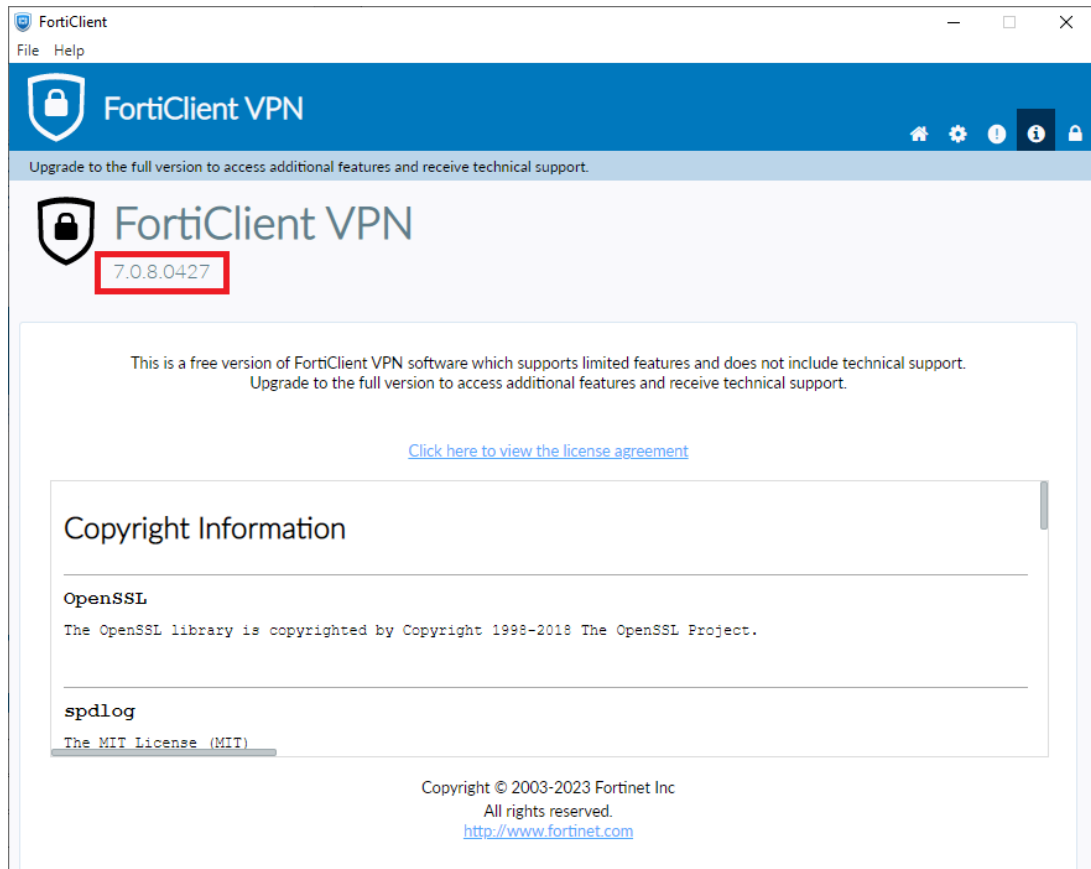 FortiClient
File Help
FortiClient VPN
Upgrade to the full version to access additional features and receive technical support.
FortiClient VPN
7.0.8.0427
This is a free version of FortiClient VPN software which supports limited features and does not include technical support.
Upgrade to the full version to access additional features and receive technical support.
Click here to view the license agreement
Copyright Information
OpenSSL
The OpenSSL library is copyrighted by Copyright 1998-2018 The OpenSSL Project.
spdlog
The MIT License (MIT)
Copyright © 2003-2023 Fortinet Inc
All rights reserved.
http://www.fortinet.com